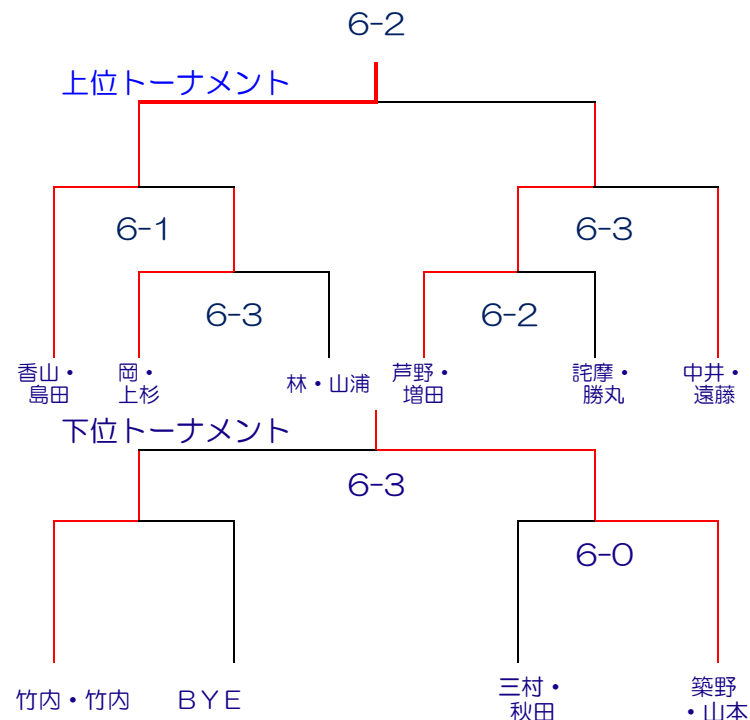 6-2
上位トーナメント
6-1
6-3
6-3
6-2
香山・
島田
岡・
上杉
林・山浦
芦野・
増田
詫摩・
勝丸
中井・
遠藤
下位トーナメント
6-3
6-0
竹内・竹内
ＢＹＥ
三村・
秋田
築野
・山本